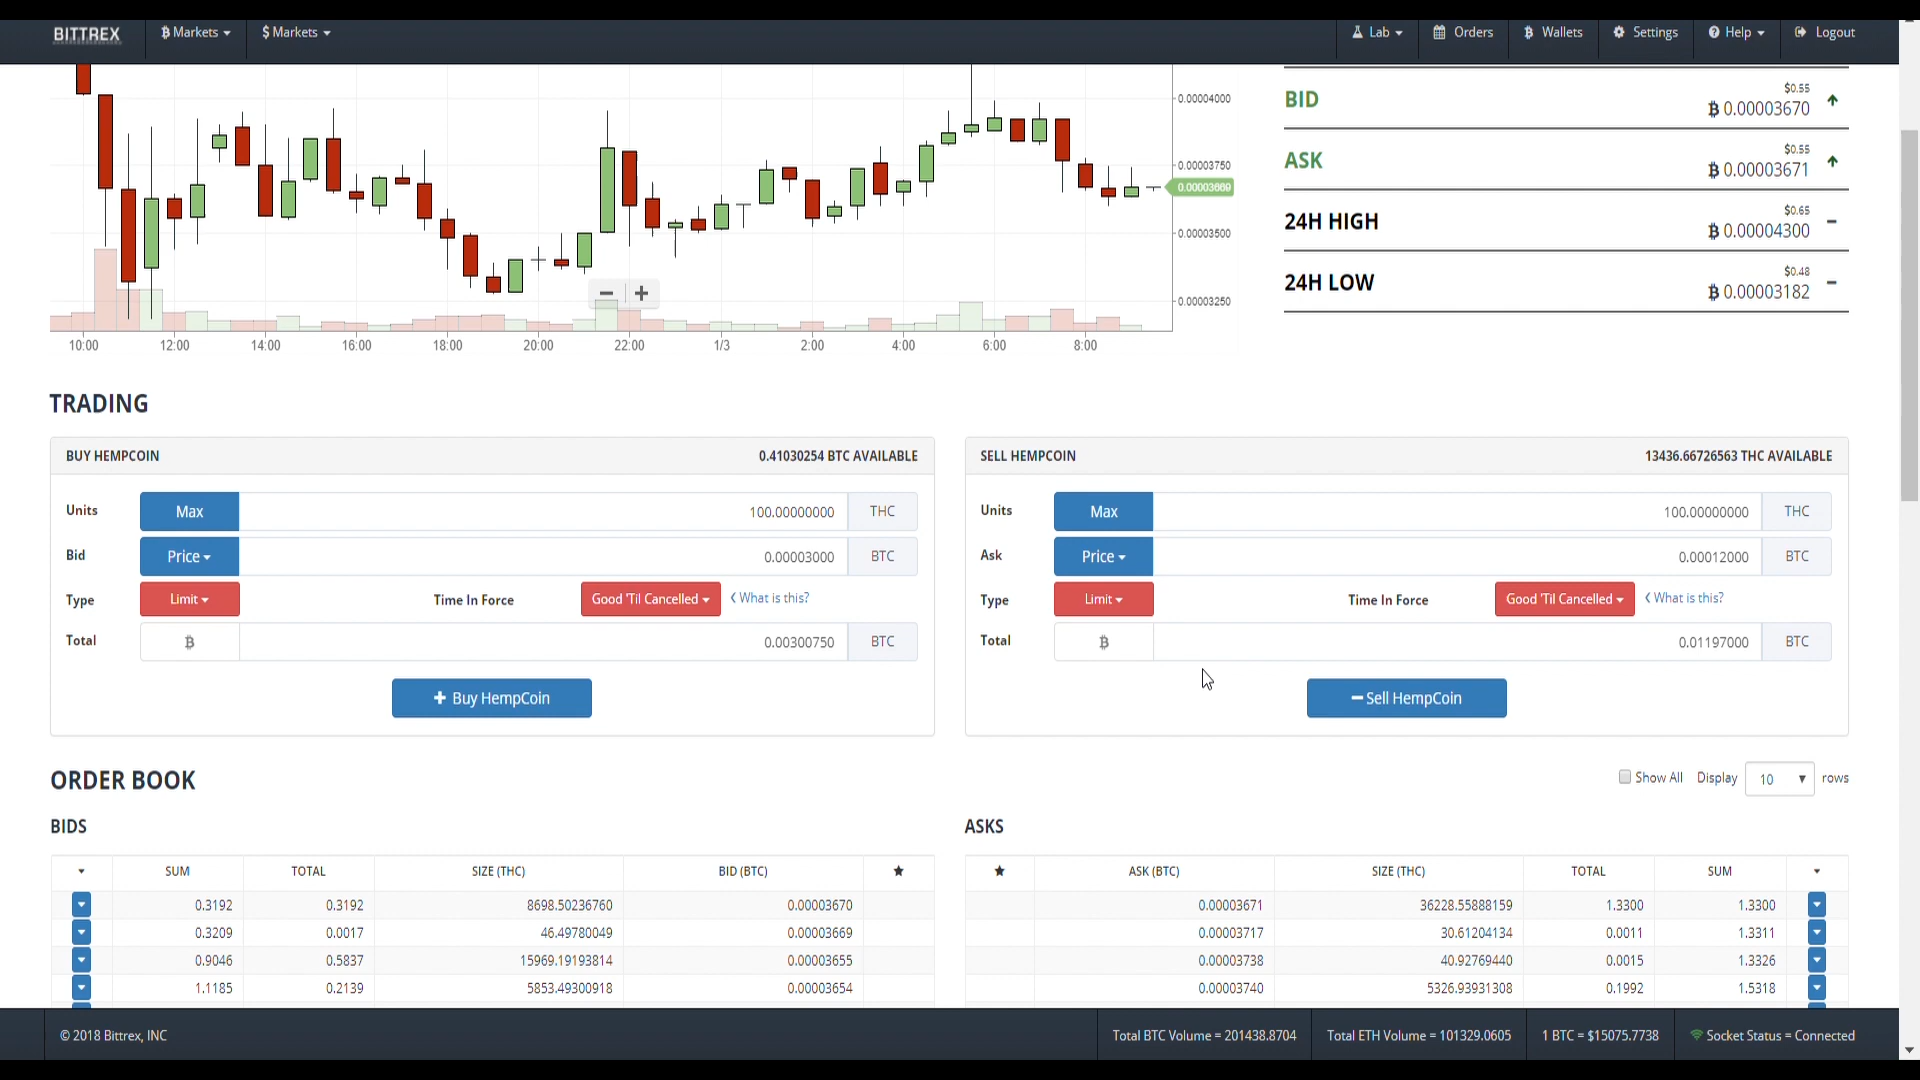 BITTREX
Ƀ Markets
$ Markets
Lab
Orders
Ƀ Wallets
Settings
Help
Logout
0.00004000
0.00003750
0.00003669
0.00003500
0.00003250
10:00 12:00 14:00 16:00 18:00 20:00 22:00 1/3 2:00 4:00 6:00 8:00
$0.55
BID Ƀ 0.00003670
$0.55
ASK Ƀ 0.00003671
$0.65
24H HIGH Ƀ 0.00004300
$0.48
24H LOW Ƀ 0.00003182
TRADING
BUY HEMPCOIN 0.41030254 BTC AVAILABLE
Units Max 100.00000000 THC
Bid Price 0.00003000 BTC
Type Limit Time In Force Good 'Til Cancelled What is this?
Total Ƀ 0.00300750 BTC
+ Buy HempCoin
SELL HEMPCOIN 13436.66726563 THC AVAILABLE
Units Max 100.00000000 THC
Ask Price 0.00012000 BTC
Type Limit Time In Force Good 'Til Cancelled What is this?
Total Ƀ 0.01197000 BTC
− Sell HempCoin
ORDER BOOK
Show All Display 10 rows
BIDS
SUM TOTAL SIZE (THC) BID (BTC)
0.3192 0.3192 8698.50236760 0.00003670
0.3209 0.0017 46.49780049 0.00003669
0.9046 0.5837 15969.19193814 0.00003655
1.1185 0.2139 5853.49300918 0.00003654
ASKS
ASK (BTC) SIZE (THC) TOTAL SUM
0.00003671 36228.55888159 1.3300 1.3300
0.00003717 30.61204134 0.0011 1.3311
0.00003738 40.92769440 0.0015 1.3326
0.00003740 5326.93931308 0.1992 1.5318
© 2018 Bittrex, INC
Total BTC Volume = 201438.8704
Total ETH Volume = 101329.0605
1 BTC = $15075.7738
Socket Status = Connected